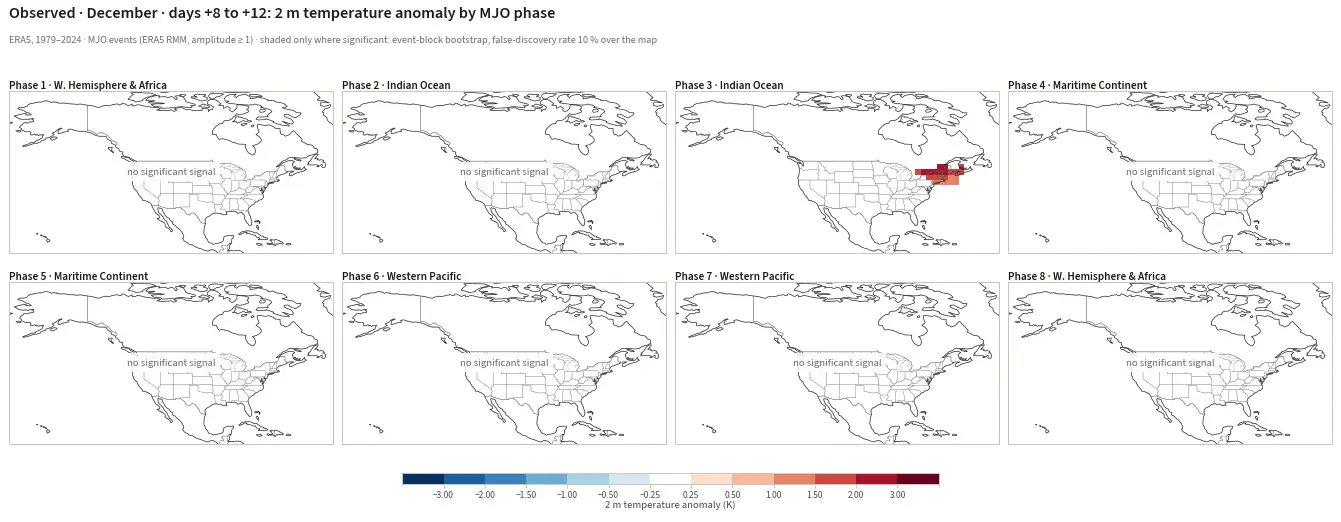 Observed · December · days +8 to +12: 2 m temperature anomaly by MJO phase
ERA5, 1979–2024 · MJO events (ERA5 RMM, amplitude ≥ 1) · shaded only where significant: event-block bootstrap, false-discovery rate 10 % over the map
Phase 1 · W. Hemisphere & Africa
Phase 2 · Indian Ocean
Phase 3 · Indian Ocean
Phase 4 · Maritime Continent
no significant signal
no significant signal
no significant signal
Phase 5 · Maritime Continent
Phase 6 · Western Pacific
Phase 7 · Western Pacific
Phase 8 · W. Hemisphere & Africa
no significant signal
no significant signal
no significant signal
no significant signal
−3.00 −2.00 −1.50 −1.00 −0.50 −0.25 0.25 0.50 1.00 1.50 2.00 3.00
2 m temperature anomaly (K)